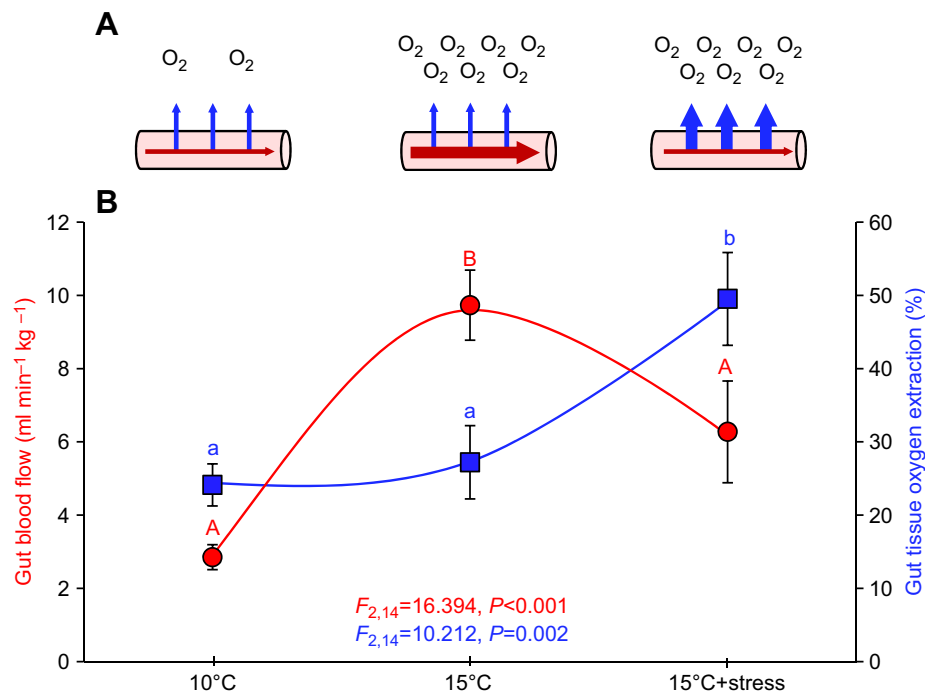 A
O2 O2
O2 O2 O2 O2
O2 O2 O2
O2 O2 O2 O2
O2 O2 O2
B
Gut blood flow (ml min−1 kg −1)
12
10
8
6
4
2
0
A
B
A
a
a
b
F2,14=16.394, P<0.001
F2,14=10.212, P=0.002
60
50
40
30
20
10
0
Gut tissue oxygen extraction (%)
10°C 15°C 15°C+stress